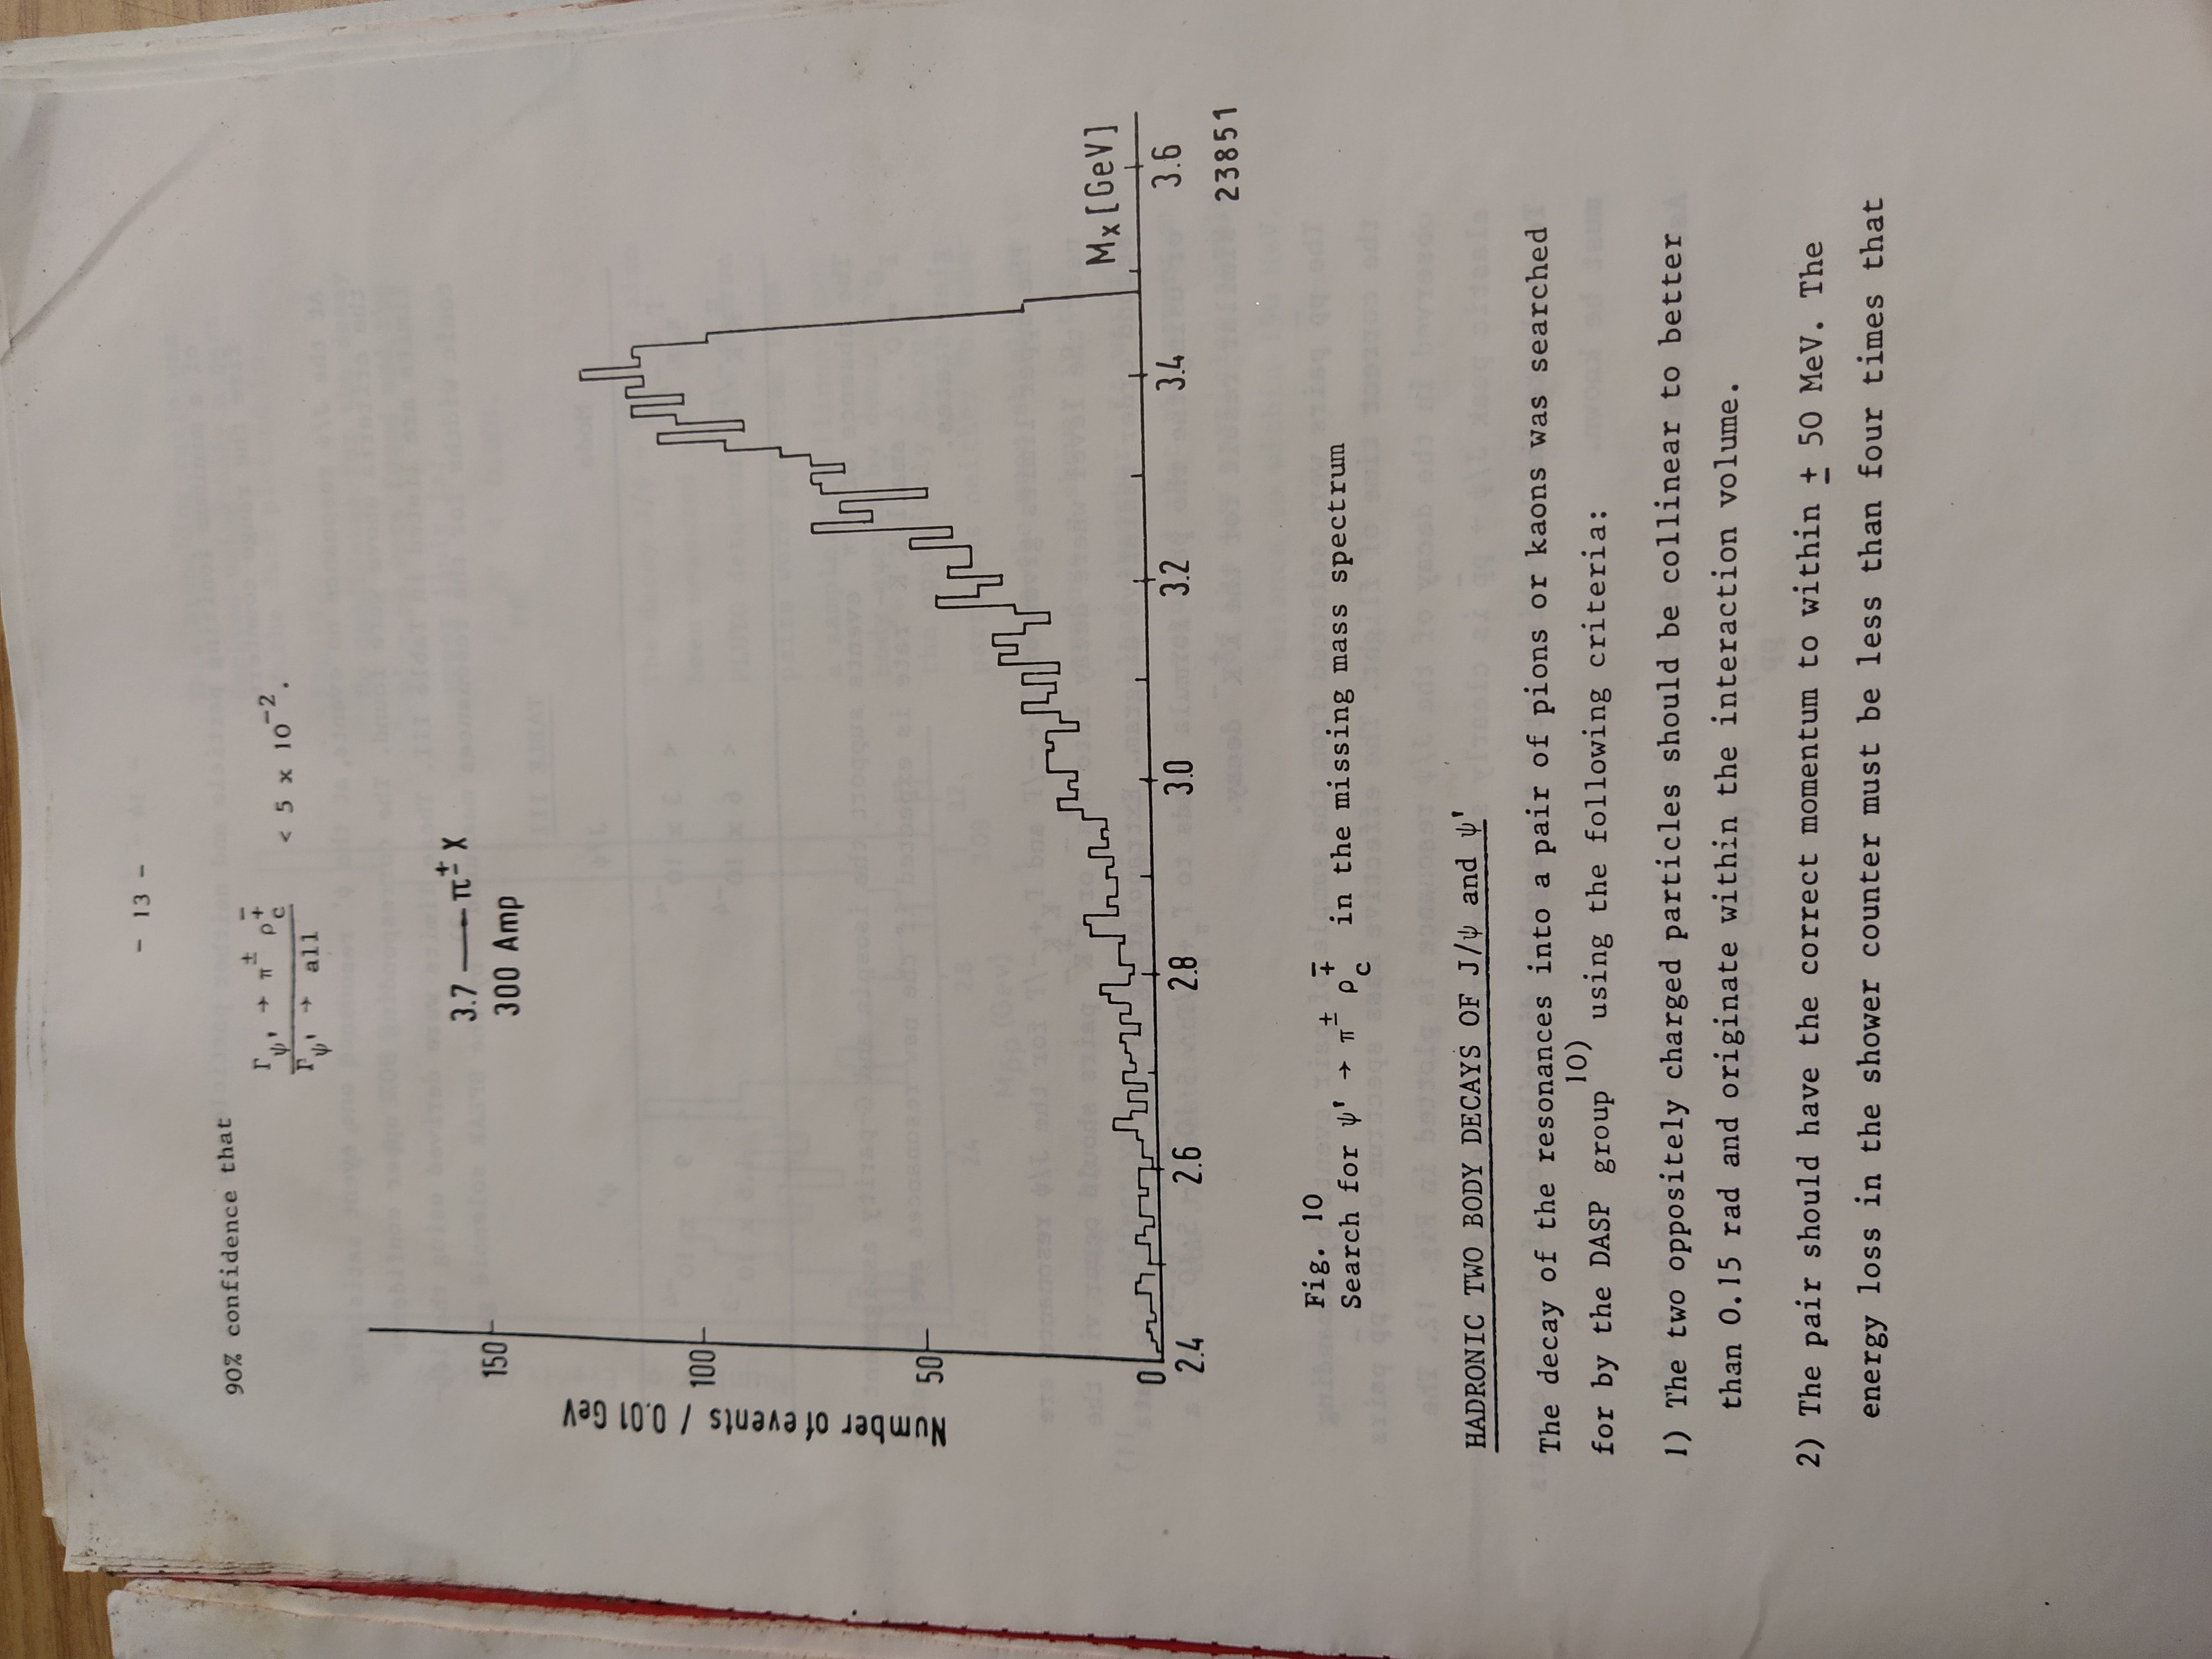 - 13 -
90% confidence that
Γψ' → π± ρc∓
Γψ' → all
< 5 x 10⁻².
3.7 — π± X
300 Amp
Number of events / 0.01 GeV
150
100
50
0
2.4 2.6 2.8 3.0 3.2 3.4 3.6
Mx [GeV]
23851
Fig. 10
Search for ψ' → π± ρc∓ in the missing mass spectrum
HADRONIC TWO BODY DECAYS OF J/ψ and ψ'
The decay of the resonances into a pair of pions or kaons was searched
for by the DASP group 10) using the following criteria:
1) The two oppositely charged particles should be collinear to better
than 0.15 rad and originate within the interaction volume.
2) The pair should have the correct momentum to within ± 50 MeV. The
energy loss in the shower counter must be less than four times that